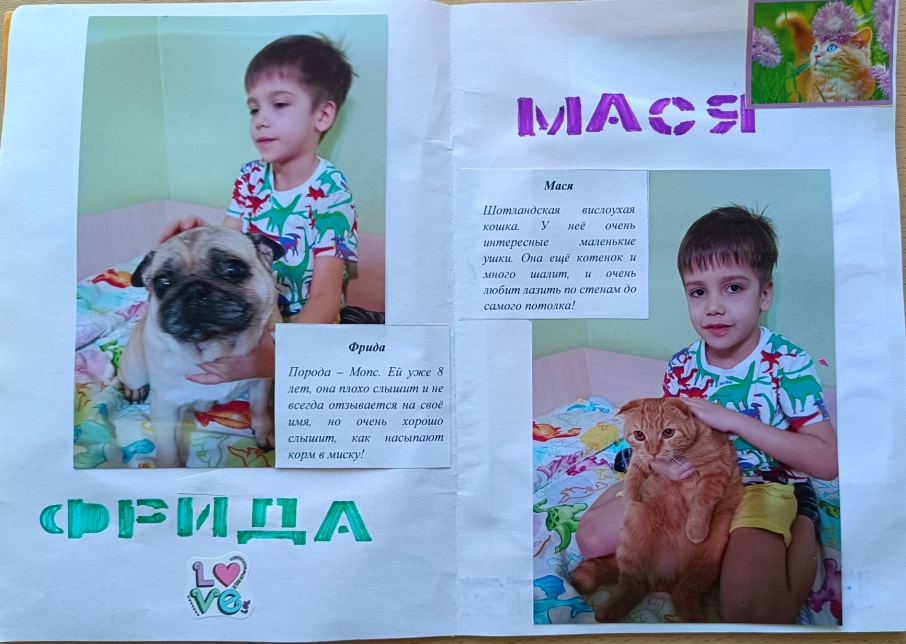 Фрида
Порода – Мопс. Ей уже 8
лет, она плохо слышит и не
всегда отзывается на своё
имя, но очень хорошо
слышит, как насыпают
корм в миску!
ФРИДА
LOVE
МАСЯ
Мася
Шотландская вислоухая
кошка. У неё очень
интересные маленькие
ушки. Она ещё котенок и
много шалит, и очень
любит лазить по стенам до
самого потолка!